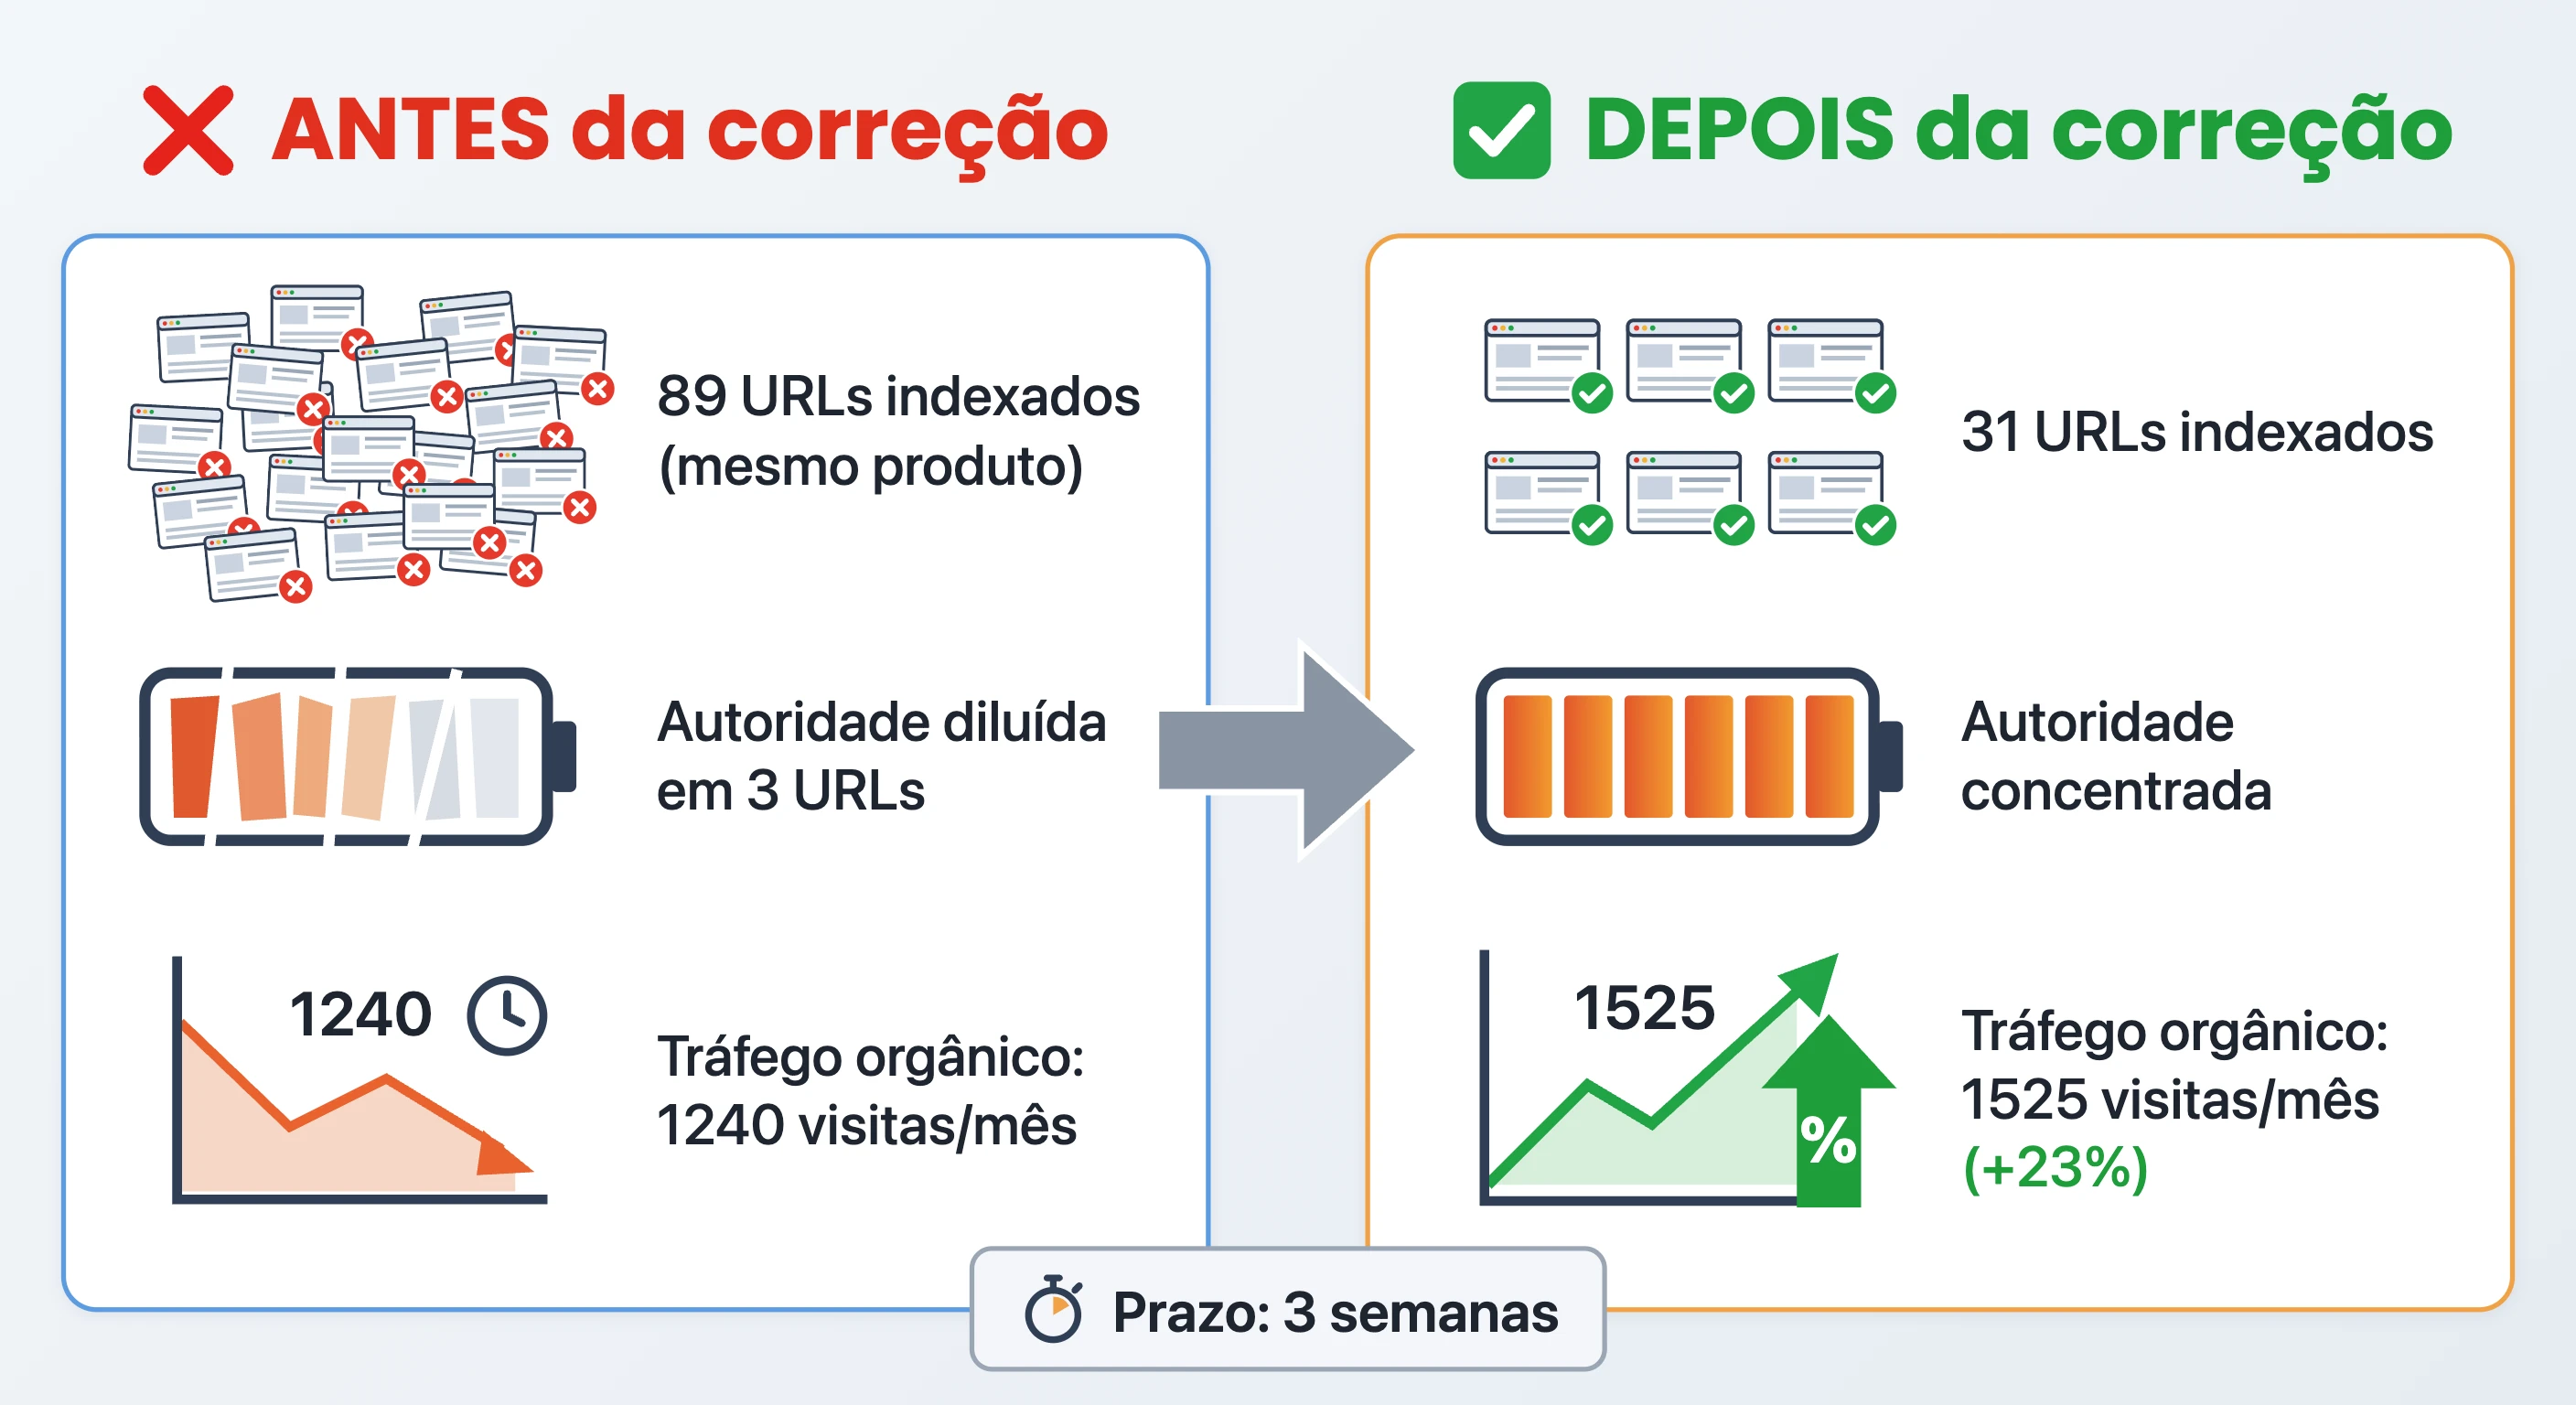 ANTES da correção
89 URLs indexados
(mesmo produto)
Autoridade diluída
em 3 URLs
1240
Tráfego orgânico:
1240 visitas/mês
DEPOIS da correção
31 URLs indexados
Autoridade
concentrada
1525
%
Tráfego orgânico:
1525 visitas/mês
(+23%)
Prazo: 3 semanas